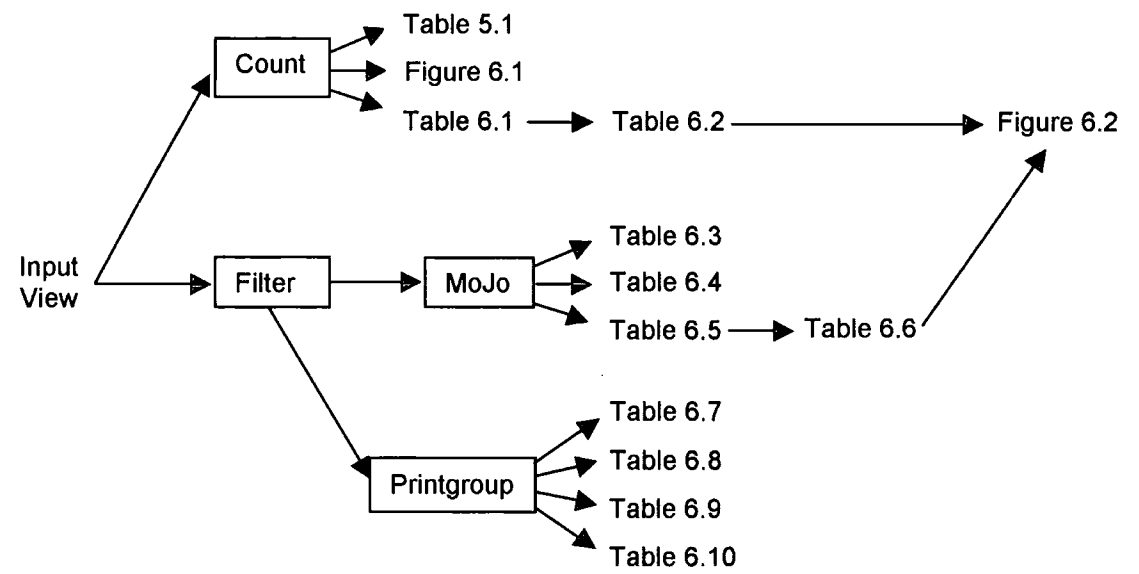 Table 5.1
Count
Figure 6.1
Table 6.1
Table 6.2
Figure 6.2
Input
View
Filter
MoJo
Table 6.3
Table 6.4
Table 6.5
Table 6.6
Printgroup
Table 6.7
Table 6.8
Table 6.9
Table 6.10